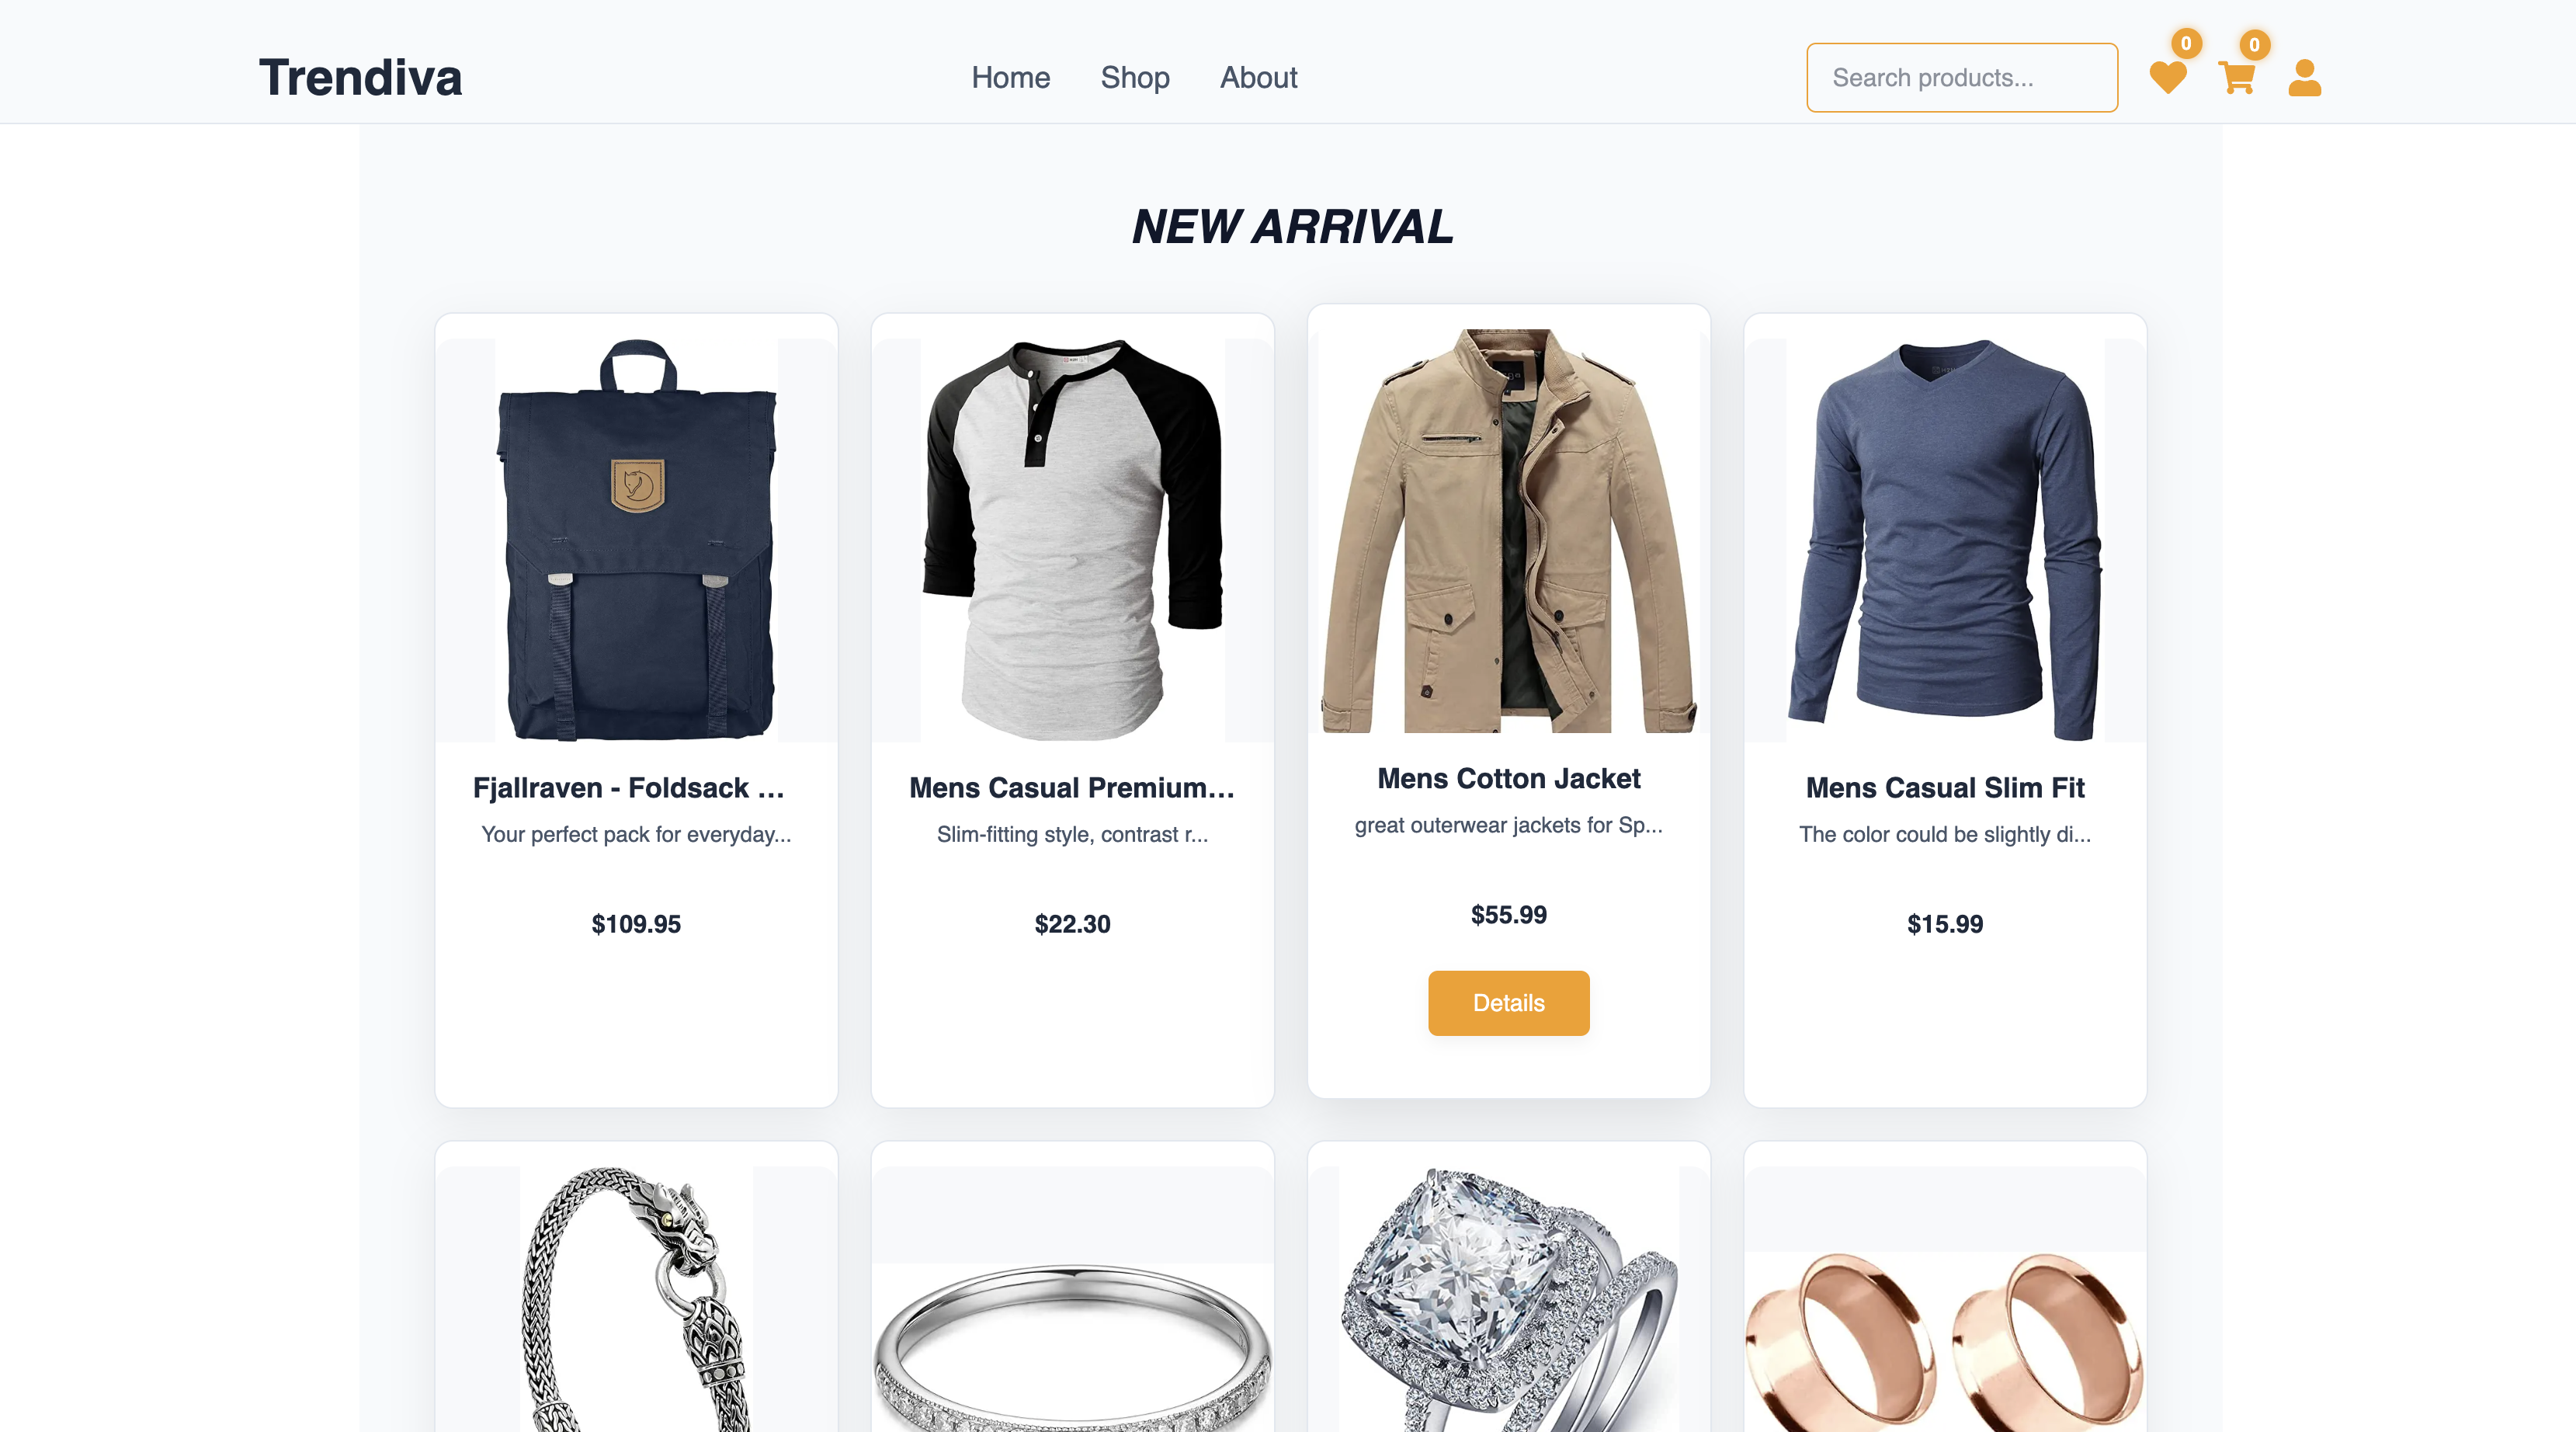 Trendiva
Home
Shop
About
Search products...
0
0
NEW ARRIVAL
Fjallraven - Foldsack ...
Your perfect pack for everyday...
$109.95
Mens Casual Premium...
Slim-fitting style, contrast r...
$22.30
Mens Cotton Jacket
great outerwear jackets for Sp...
$55.99
Details
Mens Casual Slim Fit
The color could be slightly di...
$15.99